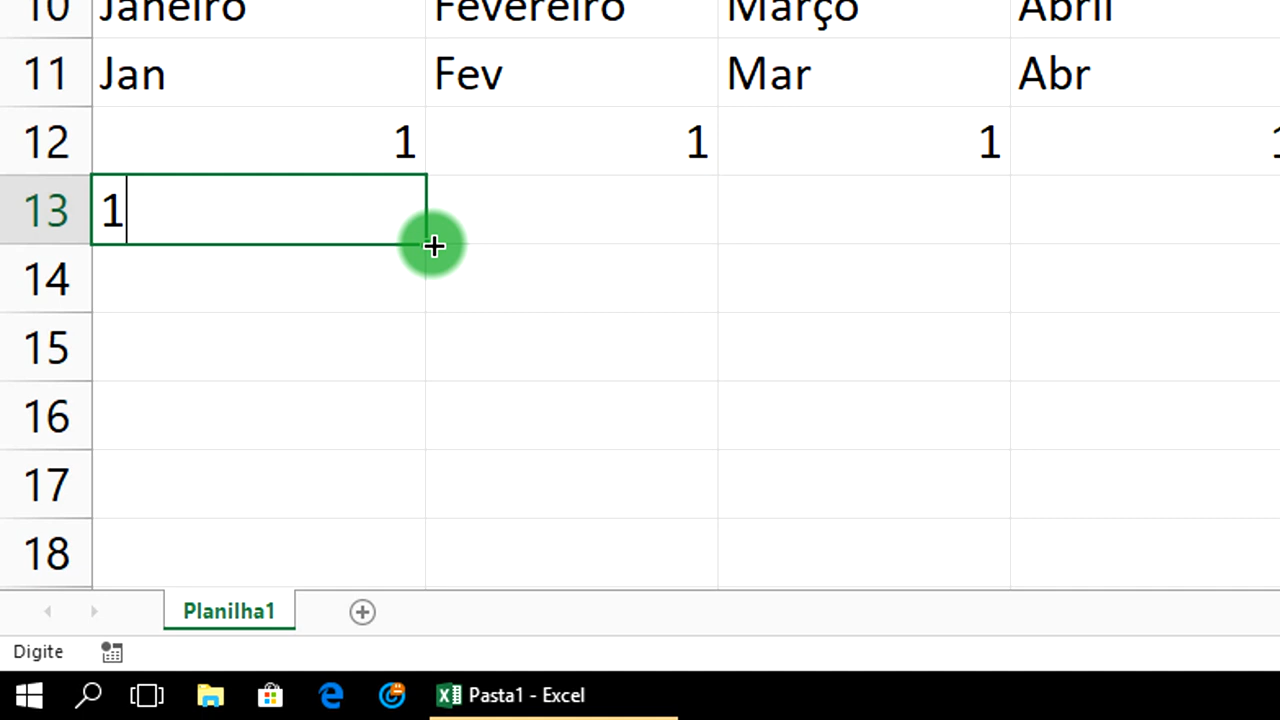 10 Janeiro Fevereiro Março Abril
11 Jan Fev Mar Abr
12 1 1 1 1
13 1
14
15
16
17
18
Planilha1
Digite
Pasta1 - Excel